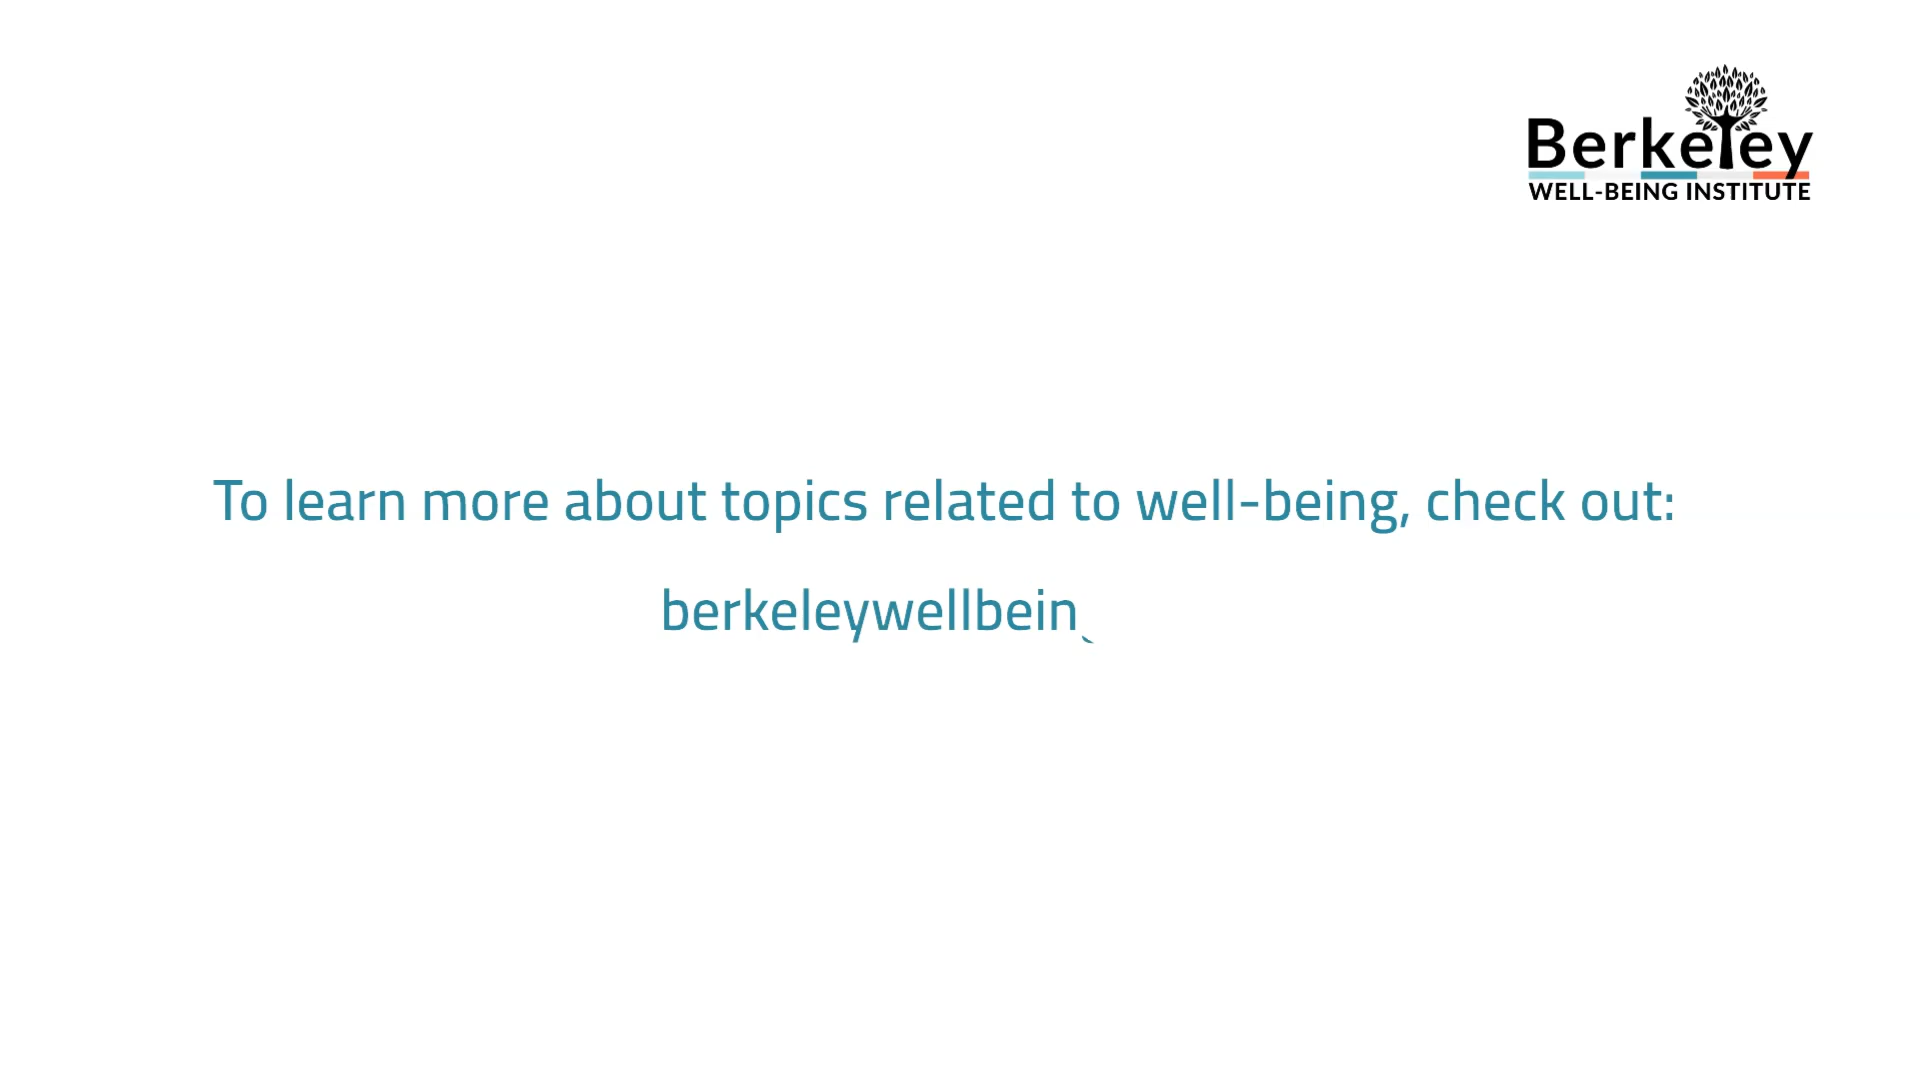 Berkeley
WELL-BEING INSTITUTE
To learn more about topics related to well-being, check out:
berkeleywellbein